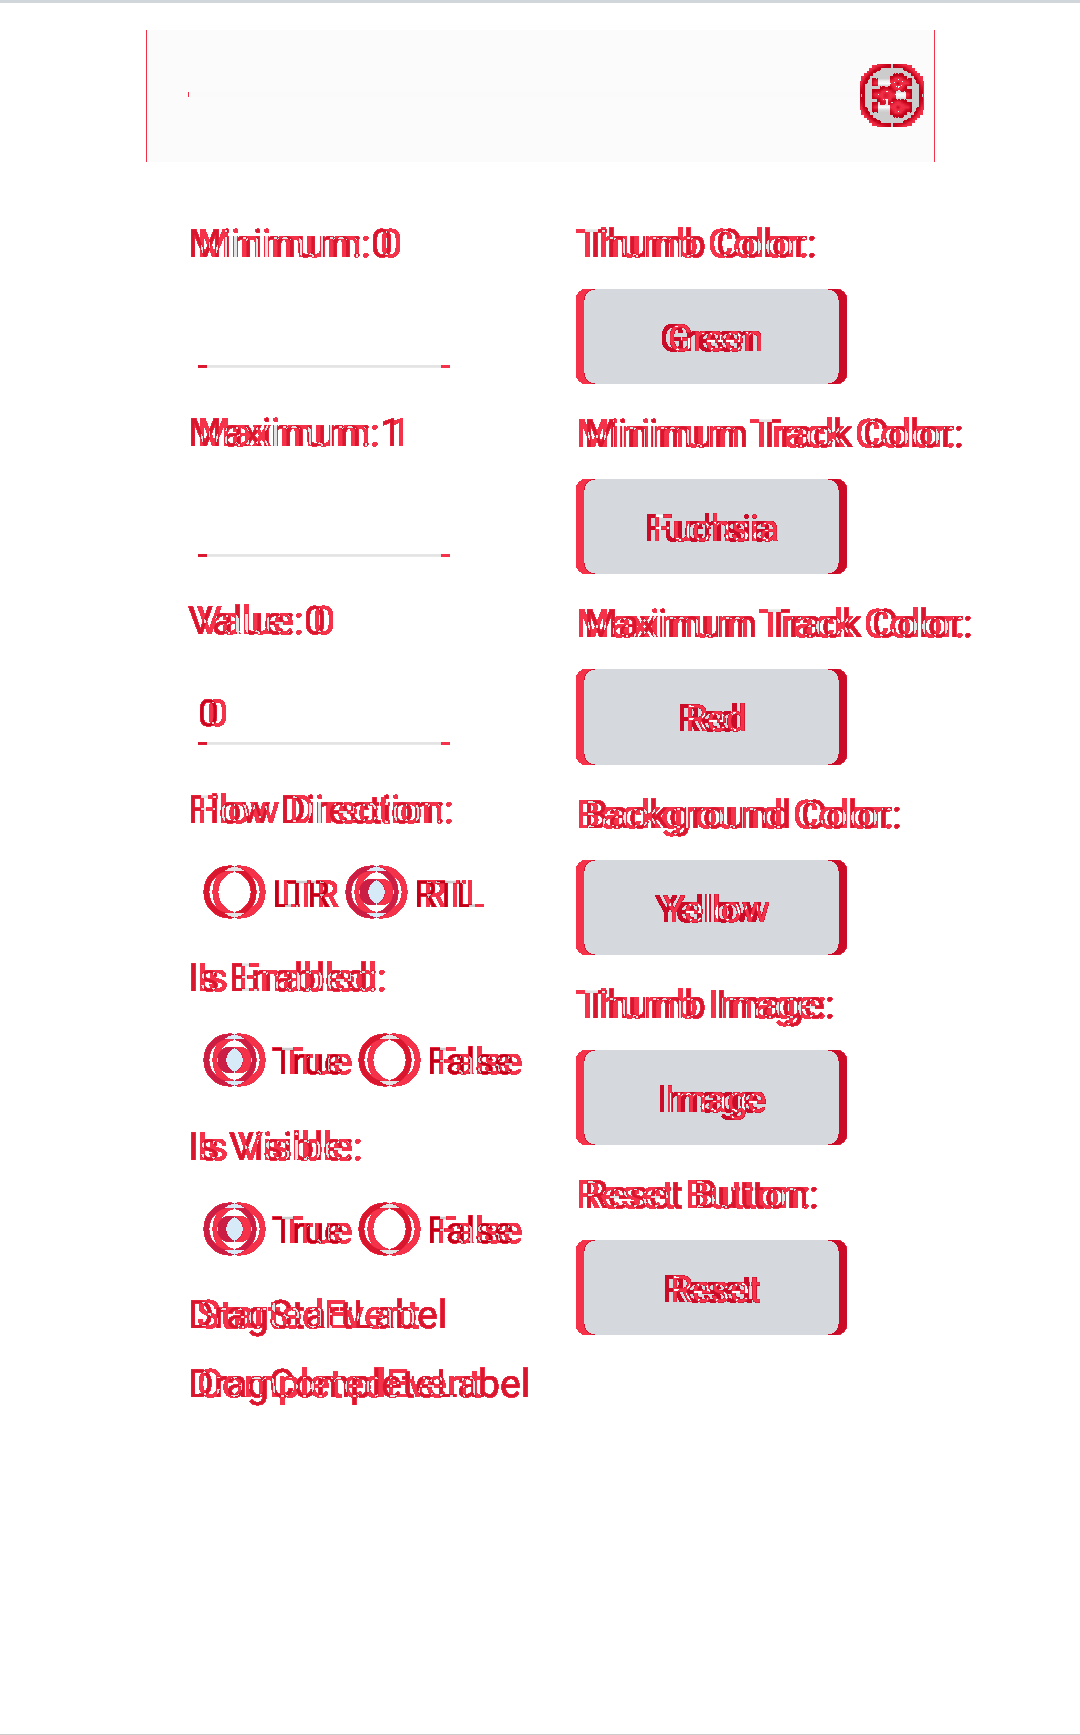 Minimum: 0
Maximum: 1
Value: 0
0
Flow Direction:
LTR RTL
Is Enabled:
True False
Is Visible:
True False
Thumb Color:
Green
Minimum Track Color:
Fuchsia
Maximum Track Color:
Red
Background Color:
Yellow
Thumb Image:
Image
Reset Button:
Reset